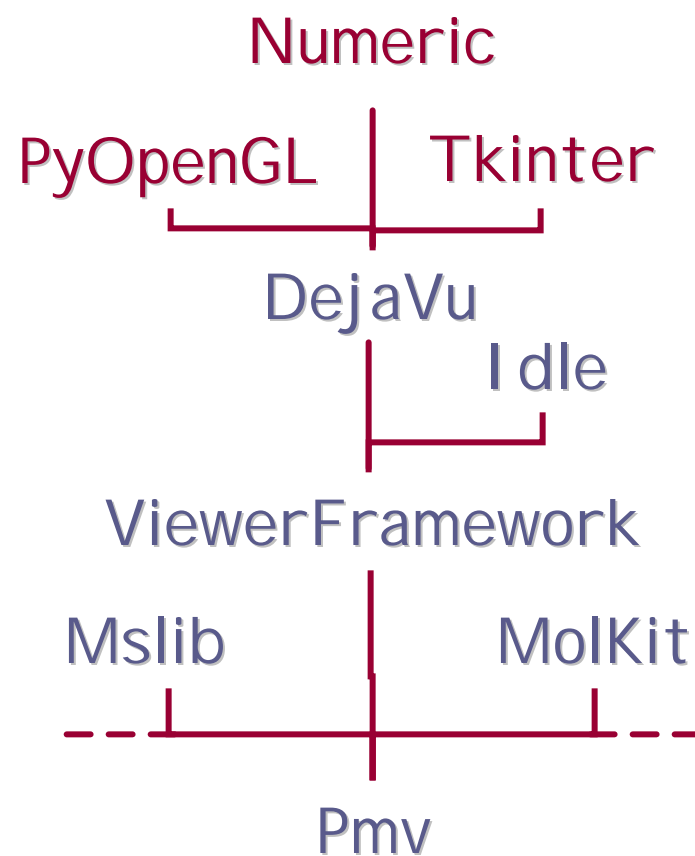 Numeric
PyOpenGL
Tkinter
DejaVu
Idle
ViewerFramework
Mslib
MolKit
Pmv